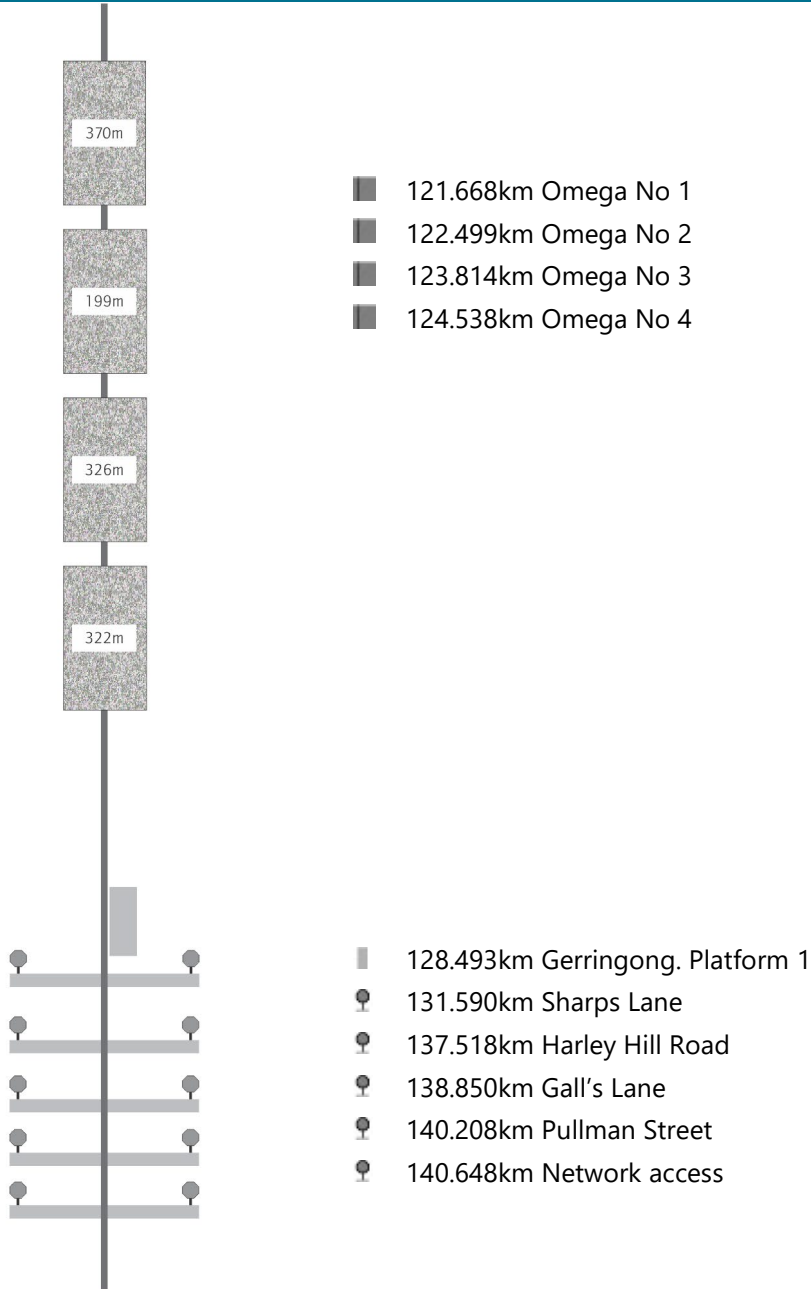 370m
199m
326m
322m
121.668km Omega No 1
122.499km Omega No 2
123.814km Omega No 3
124.538km Omega No 4
128.493km Gerringong. Platform 1
131.590km Sharps Lane
137.518km Harley Hill Road
138.850km Gall’s Lane
140.208km Pullman Street
140.648km Network access